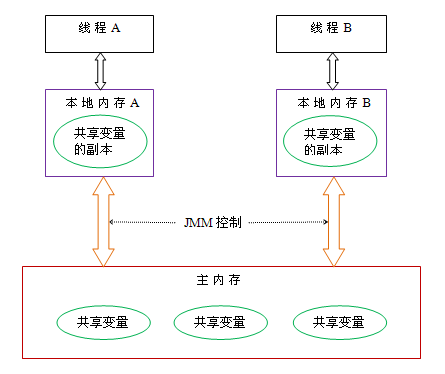 线程 A
线程 B
本地内存 A
本地内存 B
共享变量
的副本
共享变量
的副本
JMM 控制
主内存
共享变量
共享变量
共享变量